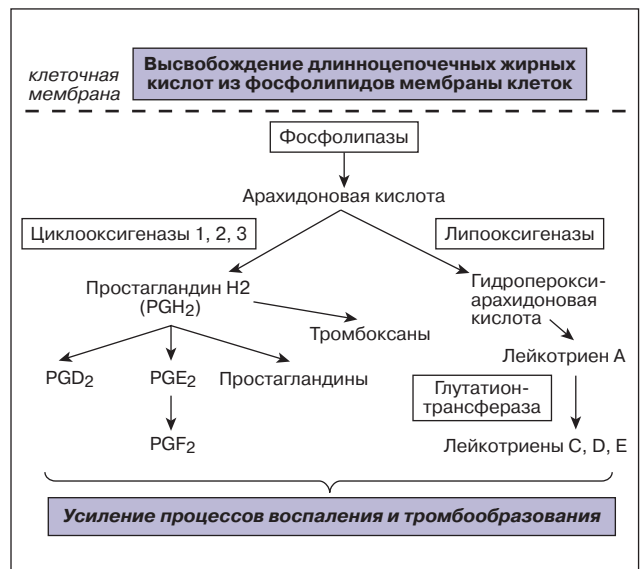 Высвобождение длинноцепочечных жирных
кислот из фосфолипидов мембраны клеток
клеточная
мембрана
Фосфолипазы
Арахидоновая кислота
Циклооксигеназы 1, 2, 3
Липооксигеназы
Простагландин H2
(PGH₂)
Гидроперокси-
арахидоновая
кислота
Тромбоксаны
Лейкотриен А
PGD₂
PGE₂
Простагландины
Глутатион-
трансфераза
PGF₂
Лейкотриены C, D, E
Усиление процессов воспаления и тромбообразования